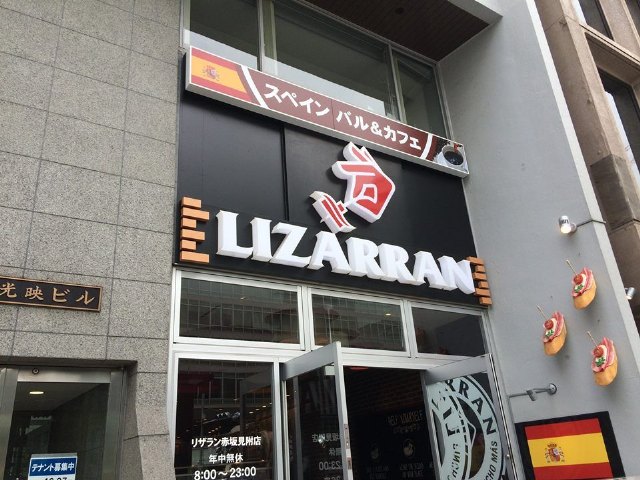 スペイン バル＆カフェ
LIZARRAN
光映ビル
リザラン赤坂見附店
年中無休
8:00〜23:00
テナント募集中